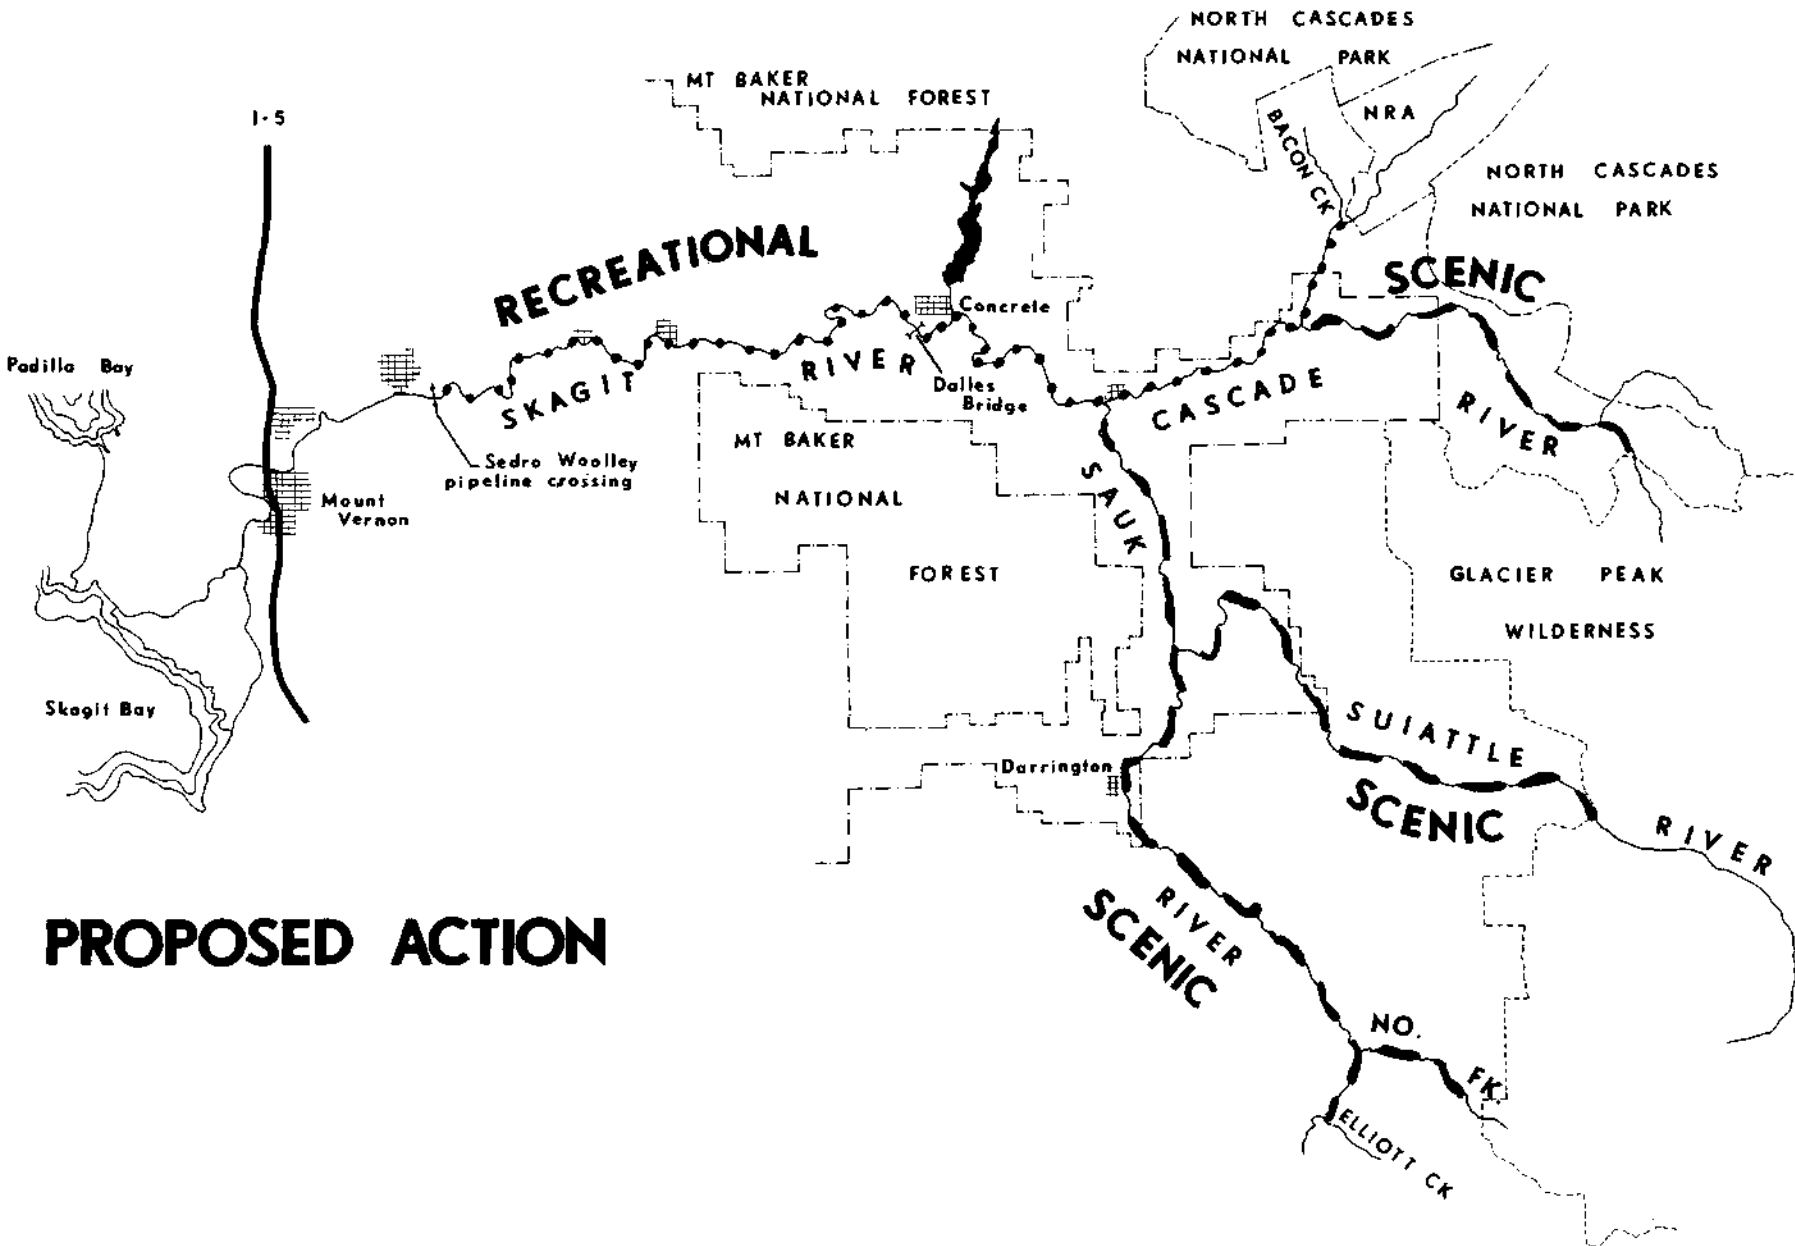 NORTH CASCADES
NATIONAL PARK
MT BAKER
NATIONAL FOREST
I-5
NRA
BACON CK
NORTH CASCADES
NATIONAL PARK
RECREATIONAL
SCENIC
Concrete
Padilla Bay
SKAGIT RIVER
Dalles
Bridge
CASCADE RIVER
MT BAKER
NATIONAL
FOREST
Sedro Woolley
pipeline crossing
Mount
Vernon
SAUK
GLACIER PEAK
WILDERNESS
Skagit Bay
SUIATTLE
SCENIC
RIVER
Darrington
RIVER
SCENIC
PROPOSED ACTION
NO.
FK.
ELLIOTT CK